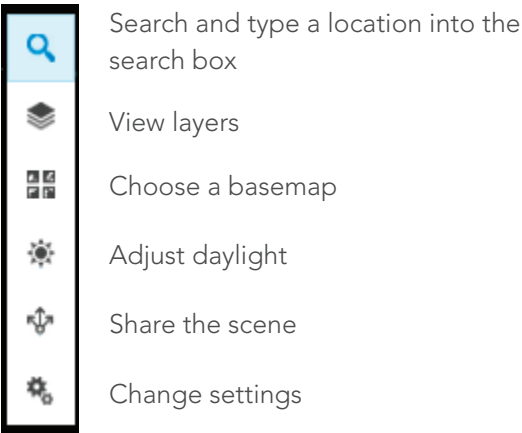 Search and type a location into the
search box
View layers
Choose a basemap
Adjust daylight
Share the scene
Change settings